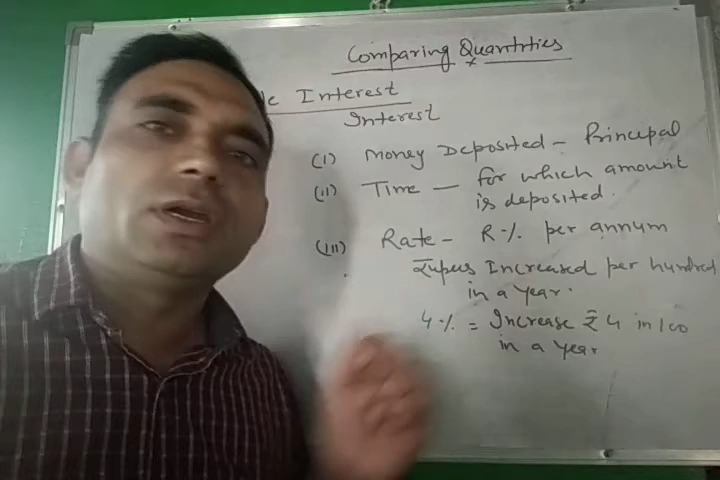 Comparing Quantities
Interest
Interest
(I) Money Deposited - Principal
(II) Time - for which amount
is deposited.
(III) Rate - R% per annum
Rupees Increased per hundred
in a year.
4% = Increase ₹ 4 in 100
in a year